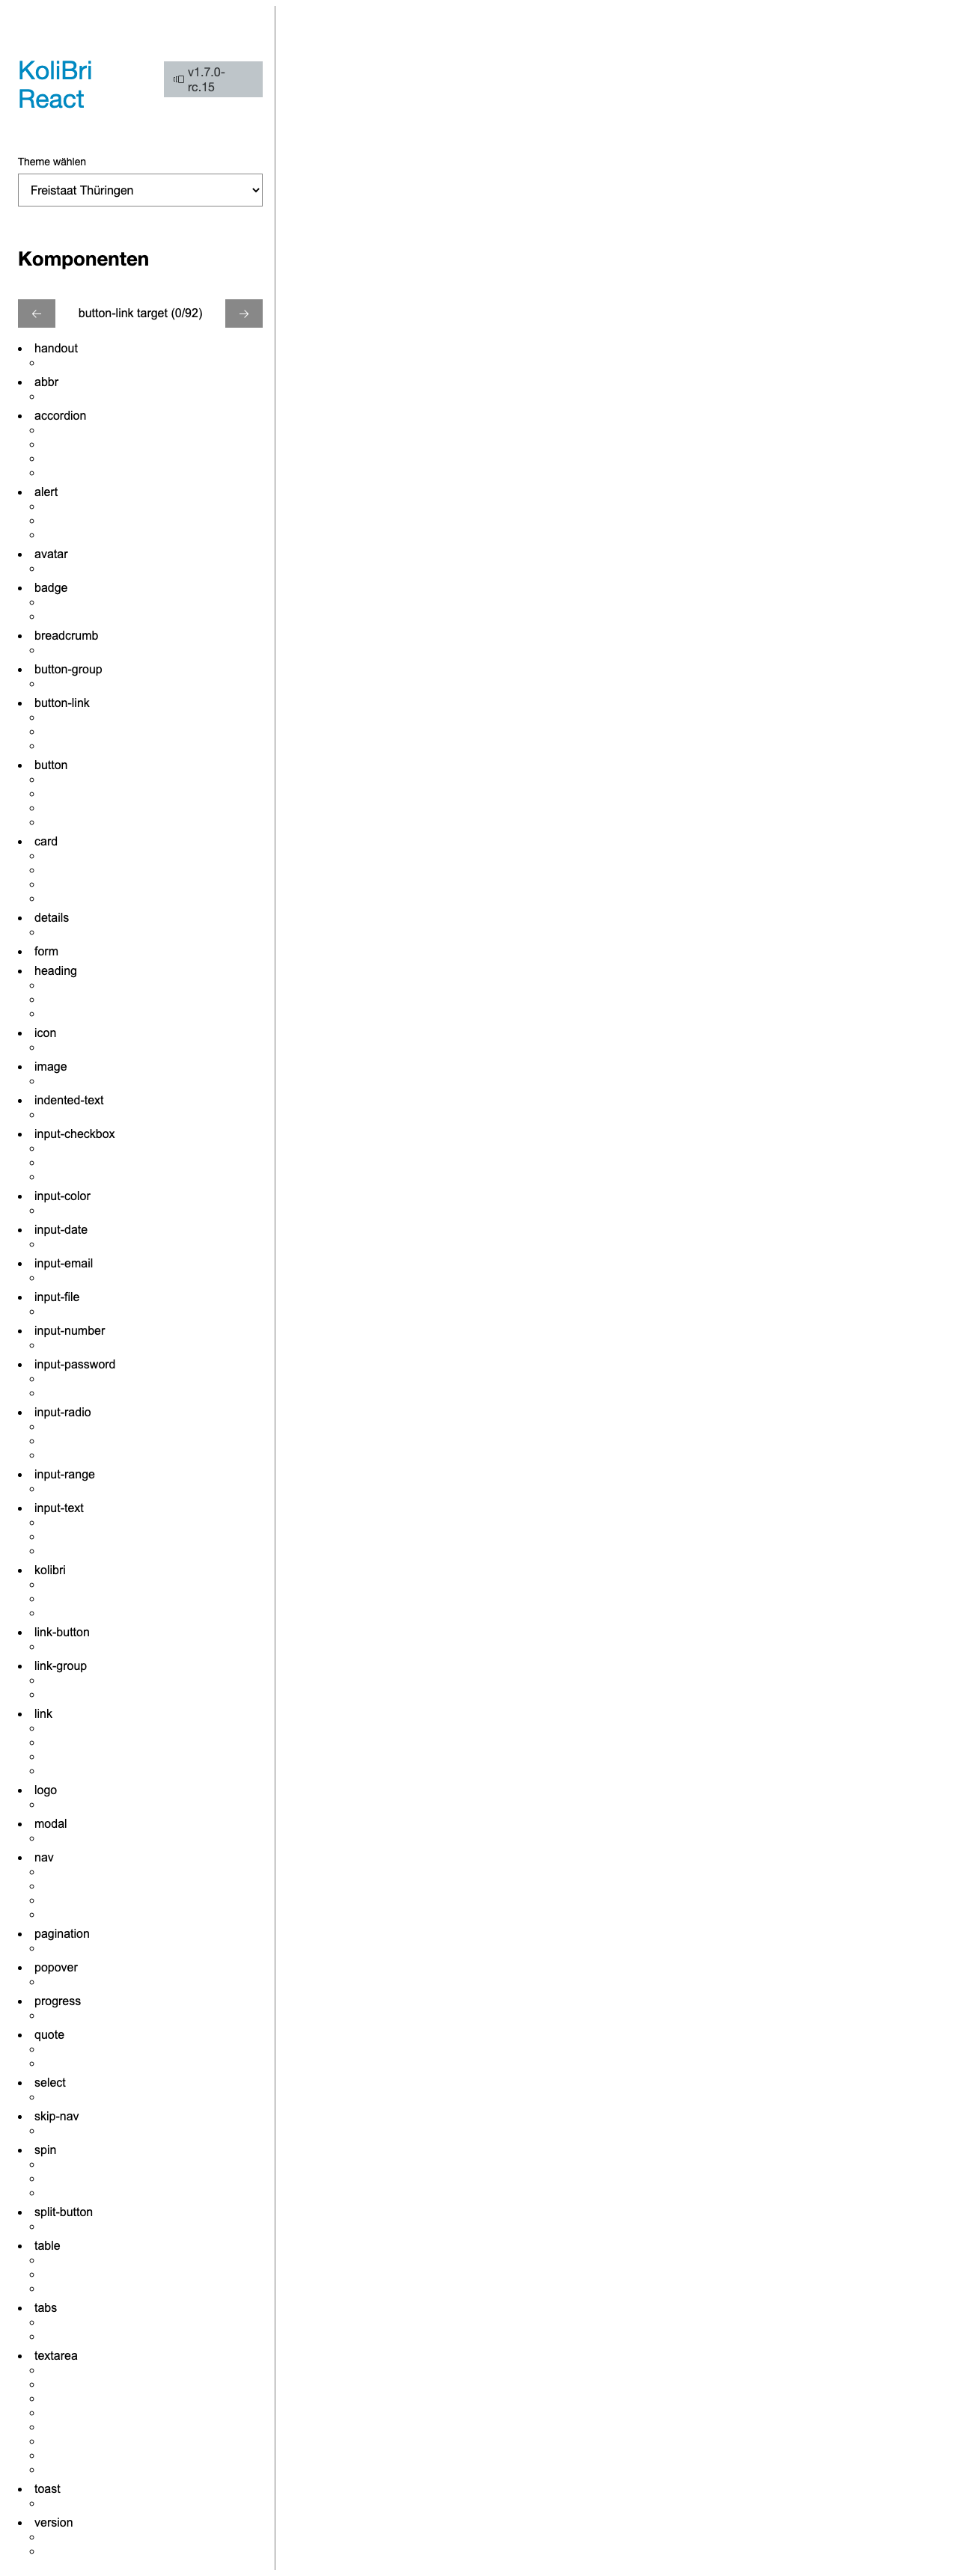 KoliBri
React
v1.7.0-
rc.15
Theme wählen
Freistaat Thüringen
Komponenten
button-link target (0/92)
handout
abbr
accordion
alert
avatar
badge
breadcrumb
button-group
button-link
button
card
details
form
heading
icon
image
indented-text
input-checkbox
input-color
input-date
input-email
input-file
input-number
input-password
input-radio
input-range
input-text
kolibri
link-button
link-group
link
logo
modal
nav
pagination
popover
progress
quote
select
skip-nav
spin
split-button
table
tabs
textarea
toast
version